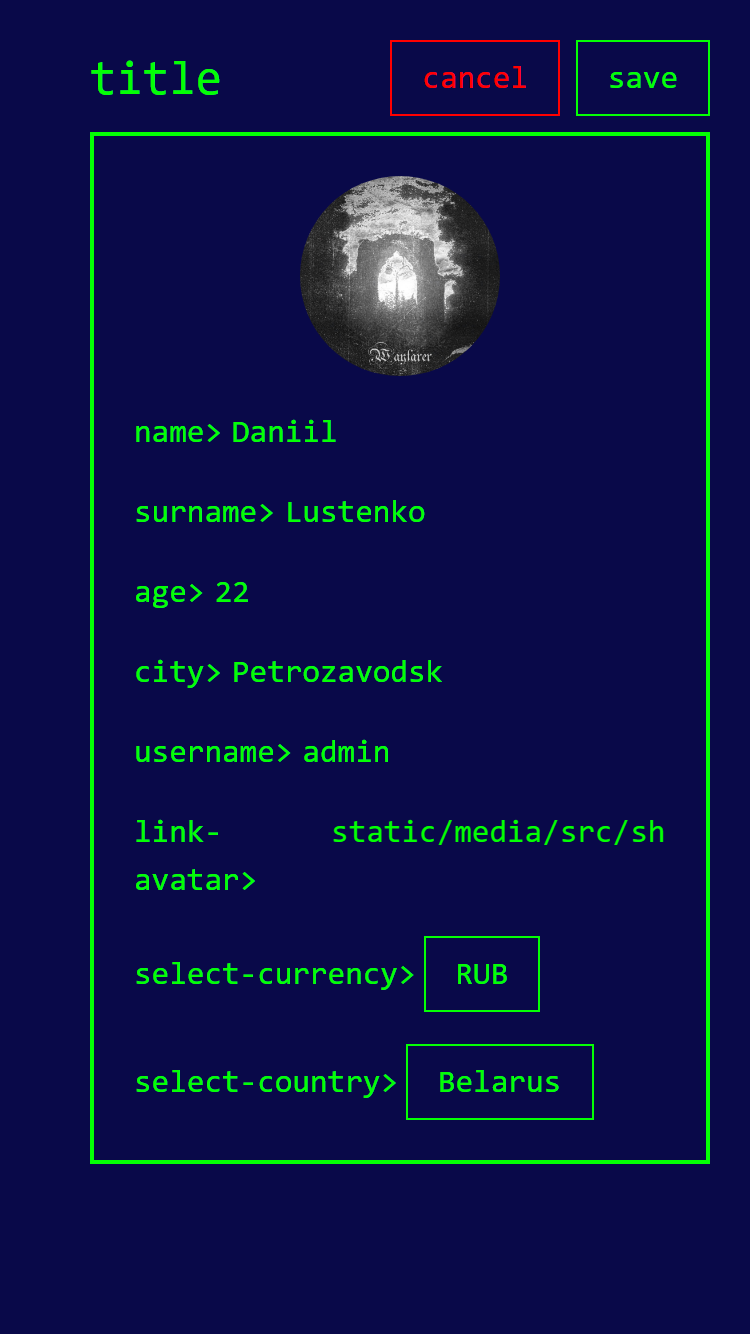 title cancel save
Wayfarer
name> Daniil
surname> Lustenko
age> 22
city> Petrozavodsk
username> admin
link-avatar> static/media/src/sh
select-currency> RUB
select-country> Belarus